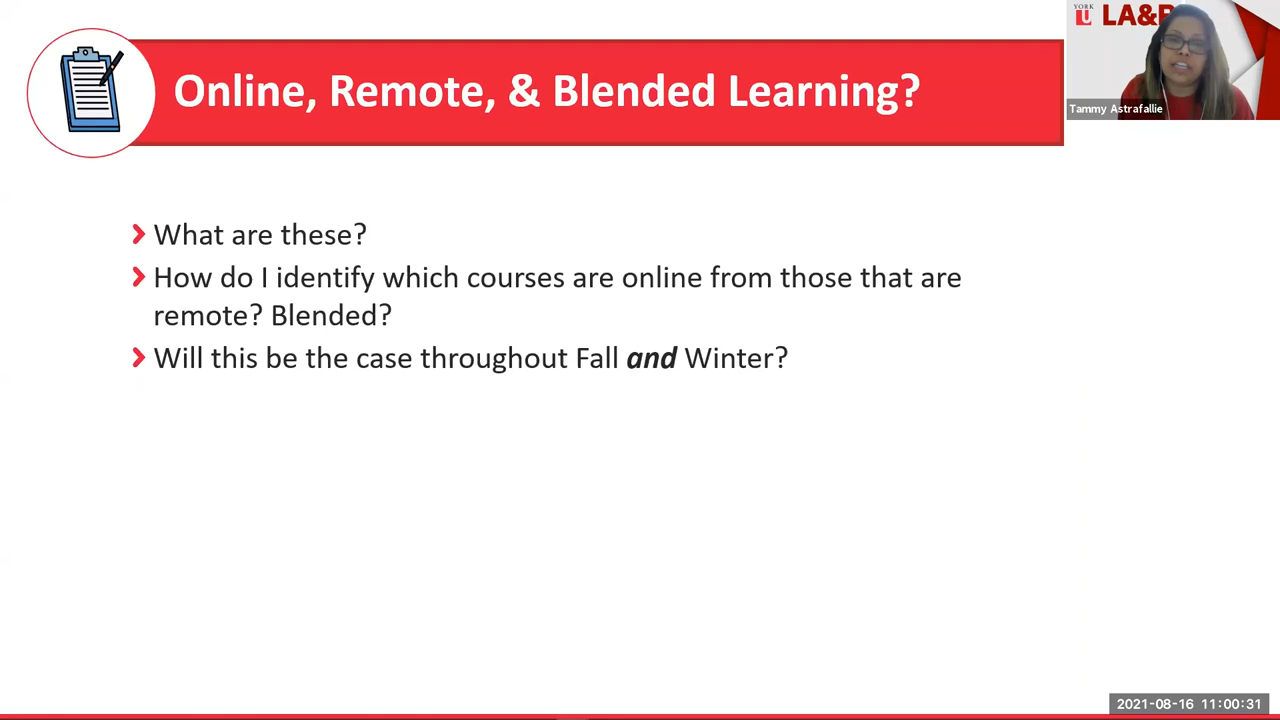 Online, Remote, & Blended Learning?
YORK
U
LA&P
Tammy Astrafallie
What are these?
How do I identify which courses are online from those that are
remote? Blended?
Will this be the case throughout Fall and Winter?
2021-08-16 11:00:31